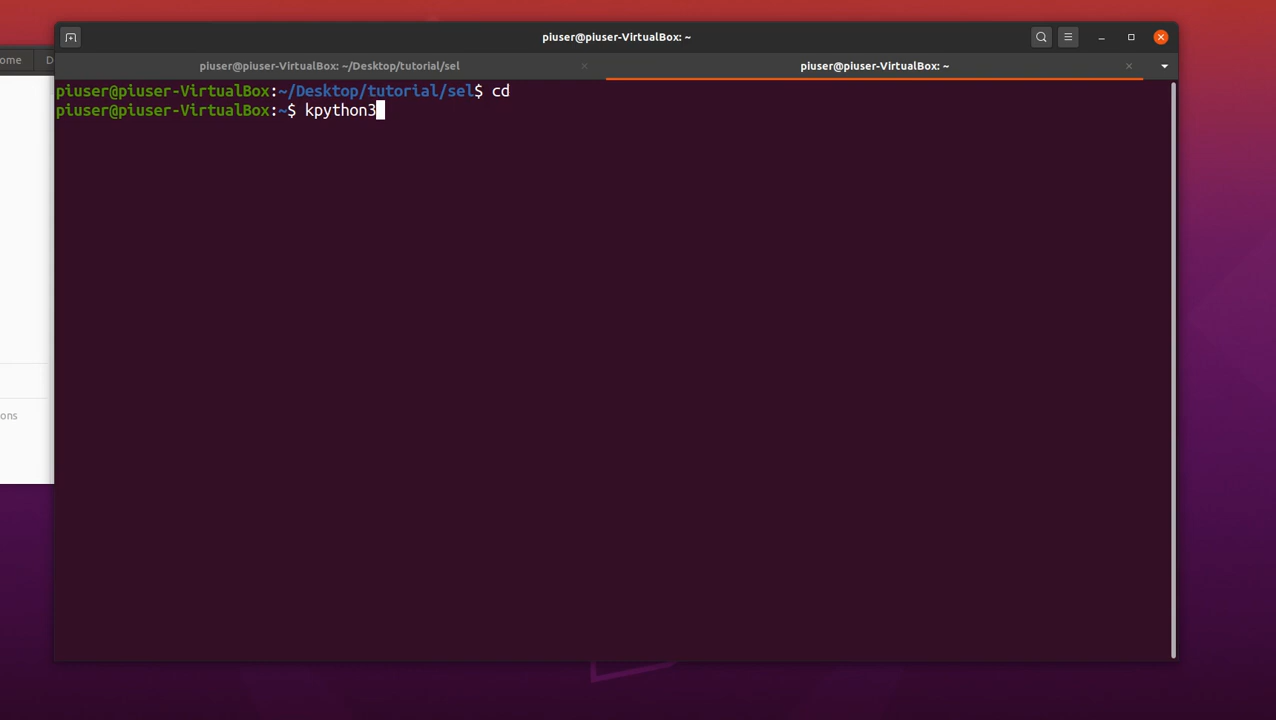 piuser@piuser-VirtualBox: ~
ome
D
piuser@piuser-VirtualBox: ~/Desktop/tutorial/sel
piuser@piuser-VirtualBox: ~
piuser@piuser-VirtualBox:~/Desktop/tutorial/sel$ cd
piuser@piuser-VirtualBox:~$ kpython3
ons